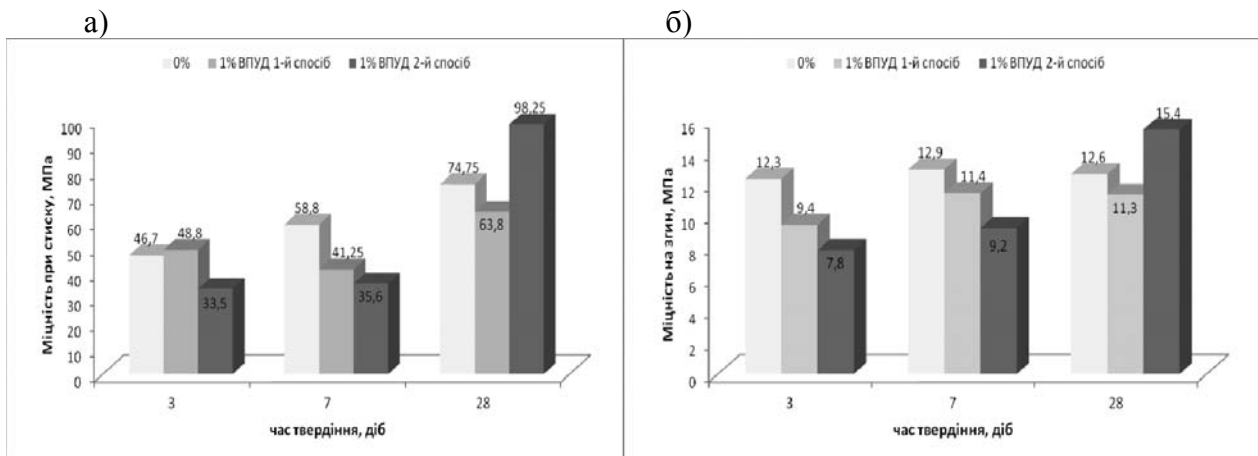 а)
б)
0% 1% ВПУД 1-й спосіб 1% ВПУД 2-й спосіб
Міцність при стиску, МПа
100
90
80
70
60
50
40
30
20
10
0
46,7 48,8 33,5
58,8 41,25 35,6
74,75 63,8 98,25
3 7 28
час твердіння, діб
0% 1% ВПУД 1-й спосіб 1% ВПУД 2-й спосіб
Міцність на згин, МПа
16
14
12
10
8
6
4
2
0
12,3 9,4 7,8
12,9 11,4 9,2
12,6 11,3 15,4
3 7 28
час твердіння, діб